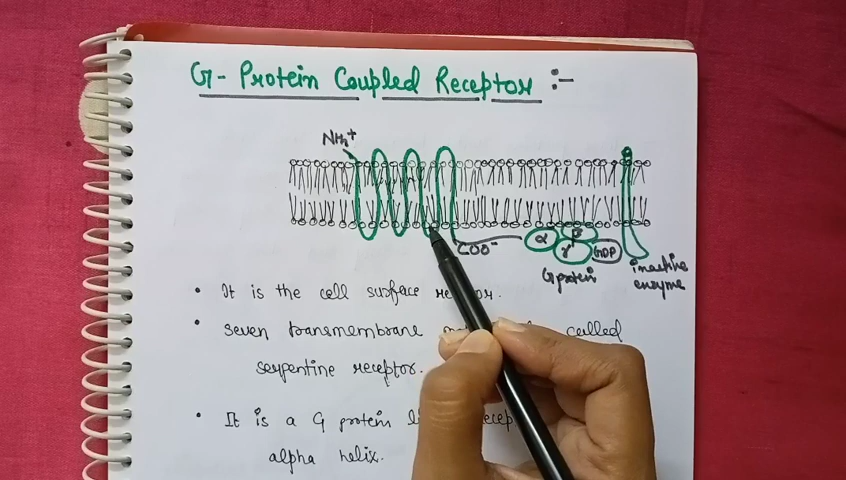 G-Protein Coupled Receptor :-
NH₃⁺
COO⁻
α β γ GDP
G protein
inactive
enzyme
• It is the cell surface
• Seven transmembrane called
serpentine receptor.
• It is a G protein
alpha helix.